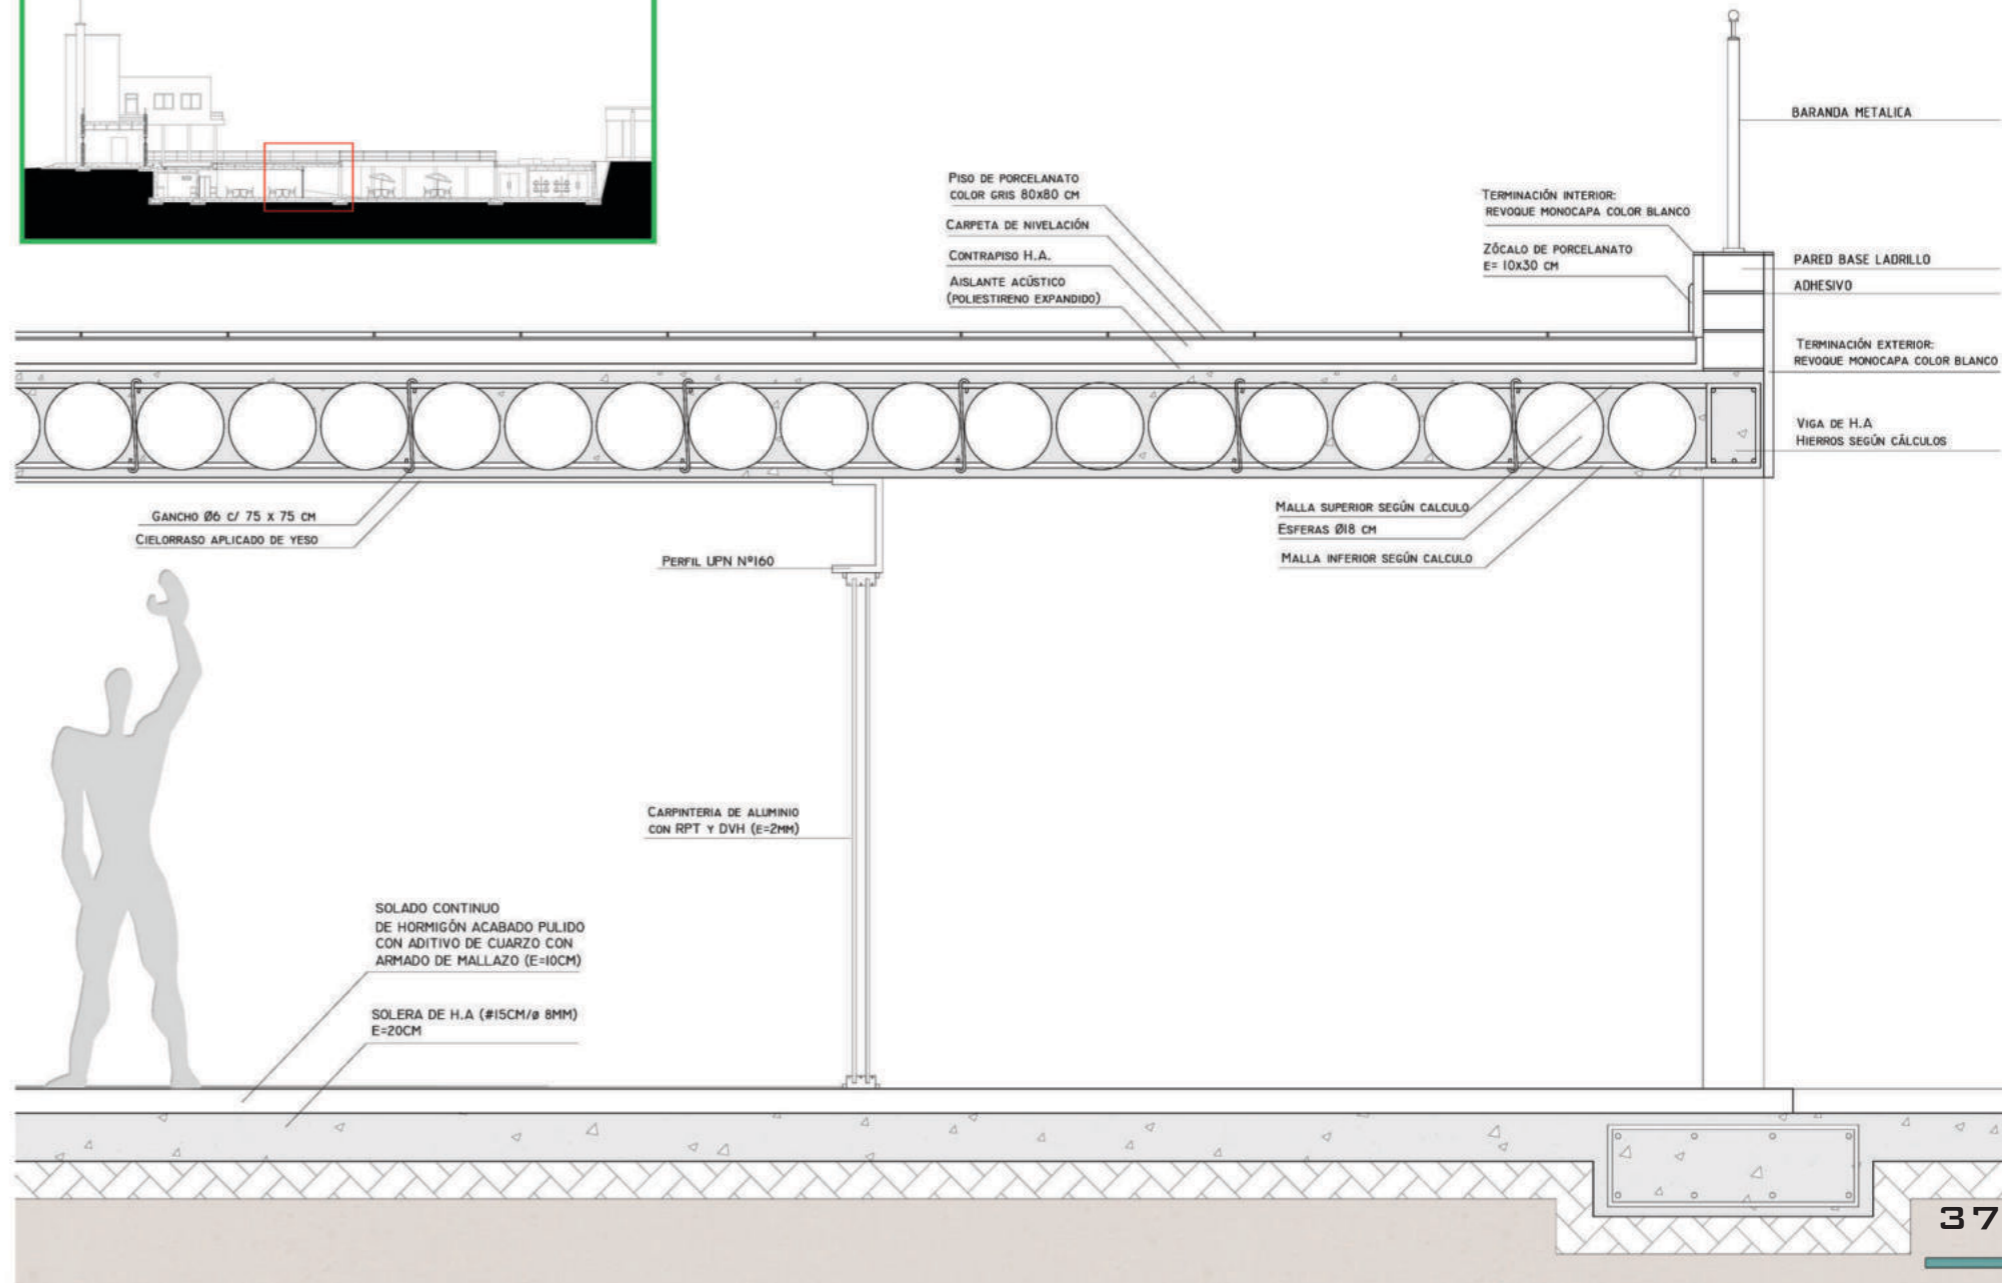 BARANDA METALICA
PISO DE PORCELANATO
COLOR GRIS 80X80 CM
CARPETA DE NIVELACIÓN
CONTRAPISO H.A.
AISLANTE ACÚSTICO
(POLIESTIRENO EXPANDIDO)
TERMINACIÓN INTERIOR:
REVOQUE MONOCAPA COLOR BLANCO
ZÓCALO DE PORCELANATO
E= 10X30 CM
PARED BASE LADRILLO
ADHESIVO
TERMINACIÓN EXTERIOR:
REVOQUE MONOCAPA COLOR BLANCO
VIGA DE H.A
HIERROS SEGÚN CÁLCULOS
GANCHO Ø6 C/ 75 X 75 CM
CIELORRASO APLICADO DE YESO
PERFIL UPN Nº160
MALLA SUPERIOR SEGÚN CALCULO
ESFERAS Ø18 CM
MALLA INFERIOR SEGÚN CALCULO
CARPINTERIA DE ALUMINIO
CON RPT Y DVH (E=2MM)
SOLADO CONTINUO
DE HORMIGÓN ACABADO PULIDO
CON ADITIVO DE CUARZO CON
ARMADO DE MALLAZO (E=10CM)
SOLERA DE H.A (#15CM/ø 8MM)
E=20CM
37